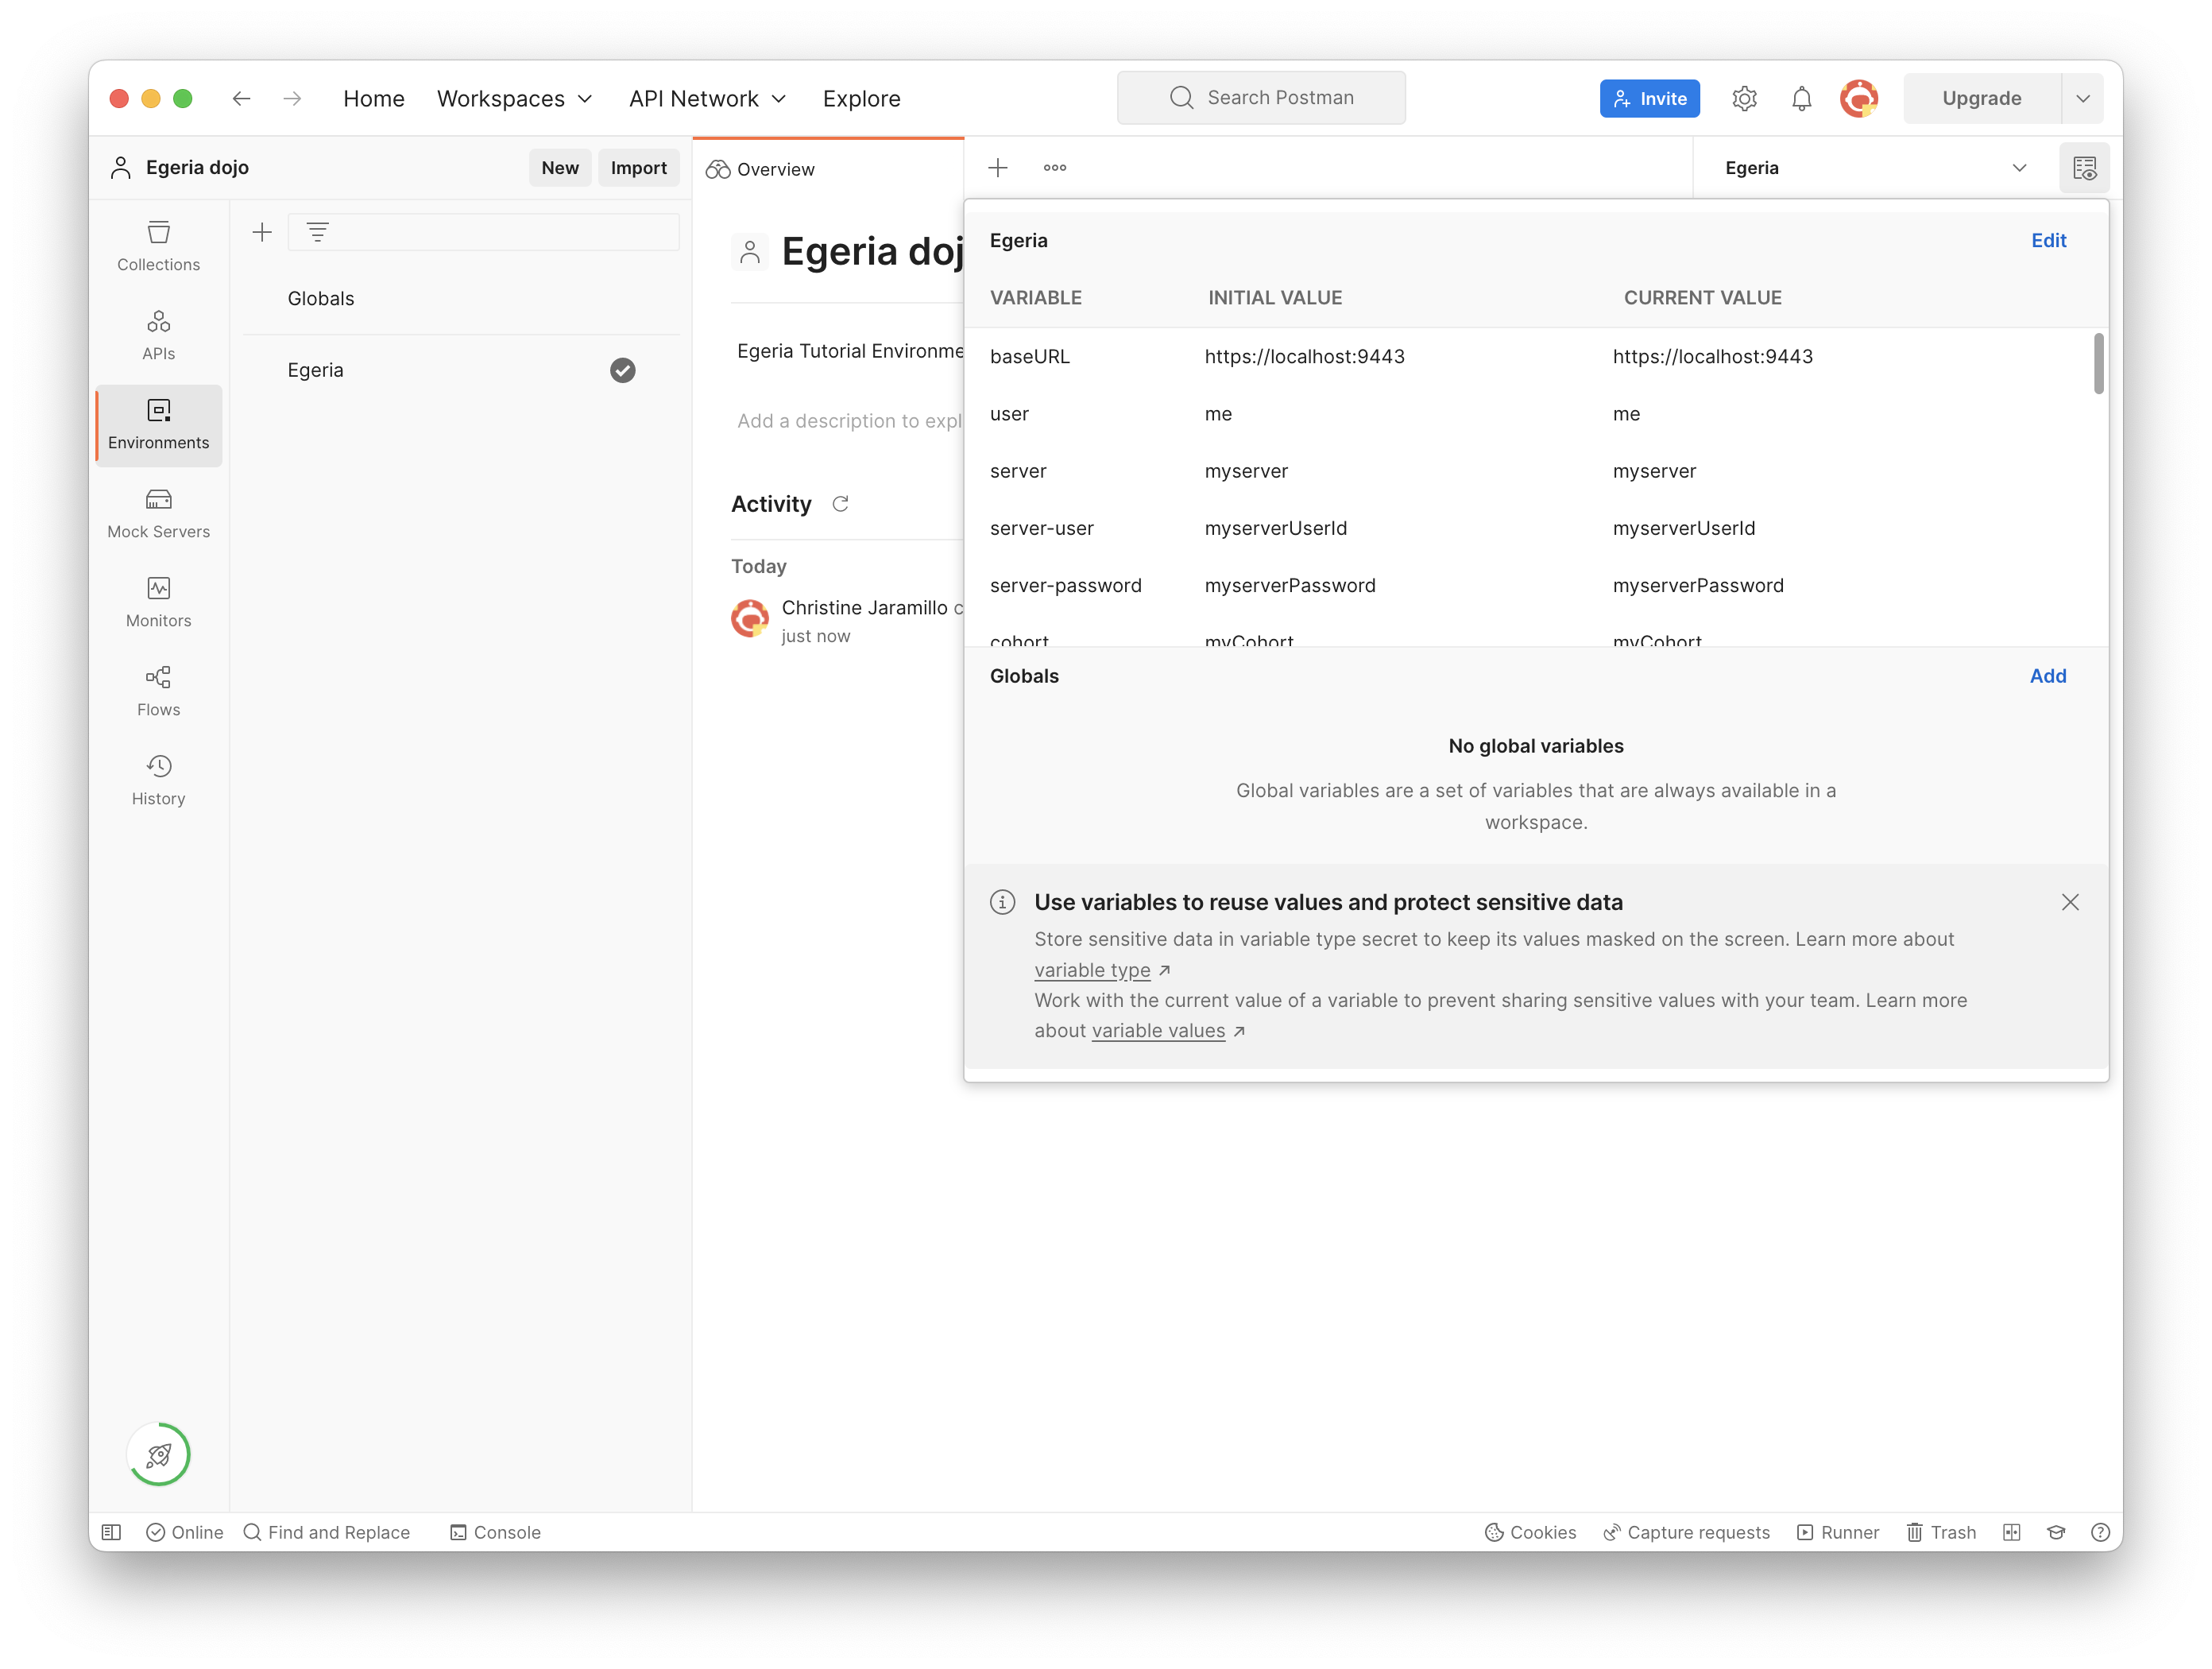 Home Workspaces API Network Explore Search Postman Invite Upgrade
Egeria dojo New Import Overview Egeria
Collections
APIs
Environments
Mock Servers
Monitors
Flows
History
Globals
Egeria
Egeria doj
Egeria Tutorial Environme
Add a description to expl
Activity
Today
Christine Jaramillo c
just now
Egeria Edit
VARIABLE INITIAL VALUE CURRENT VALUE
baseURL https://localhost:9443 https://localhost:9443
user me me
server myserver myserver
server-user myserverUserId myserverUserId
server-password myserverPassword myserverPassword
cohort myCohort myCohort
Globals Add
No global variables
Global variables are a set of variables that are always available in a
workspace.
Use variables to reuse values and protect sensitive data
Store sensitive data in variable type secret to keep its values masked on the screen. Learn more about
variable type ↗
Work with the current value of a variable to prevent sharing sensitive values with your team. Learn more
about variable values ↗
Online Find and Replace Console Cookies Capture requests Runner Trash